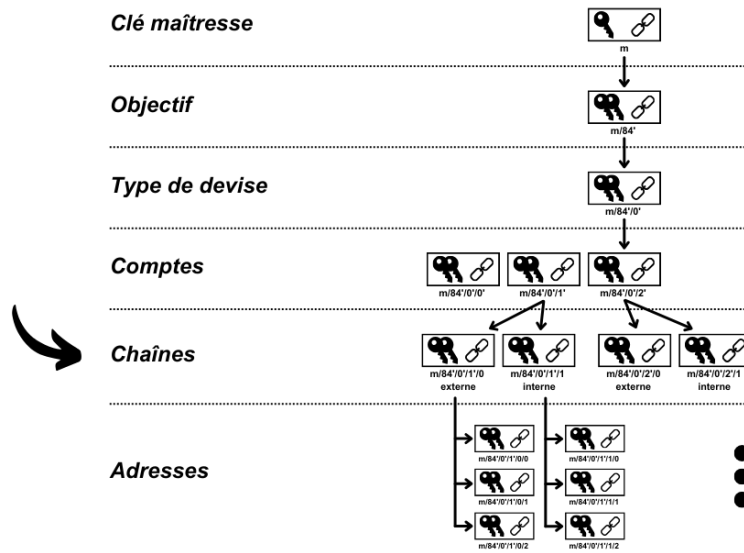 Clé maîtresse
m
Objectif
m/84'
Type de devise
m/84'/0'
Comptes
m/84'/0'/0'
m/84'/0'/1'
m/84'/0'/2'
Chaînes
m/84'/0'/1'/0
externe
m/84'/0'/1'/1
interne
m/84'/0'/2'/0
externe
m/84'/0'/2'/1
interne
Adresses
m/84'/0'/1'/0/0
m/84'/0'/1'/1/0
m/84'/0'/1'/0/1
m/84'/0'/1'/1/1
m/84'/0'/1'/0/2
m/84'/0'/1'/1/2